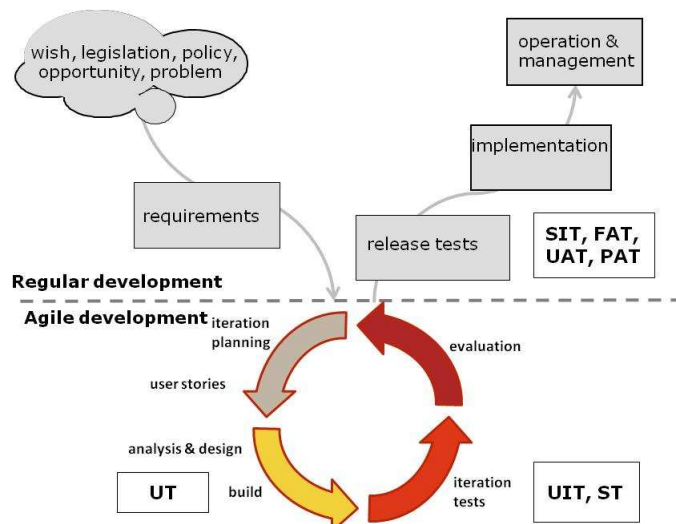 wish, legislation, policy,
opportunity, problem
operation &
management
implementation
requirements
release tests
SIT, FAT,
UAT, PAT
Regular development
Agile development
iteration
planning
evaluation
user stories
analysis & design
build
UT
iteration
tests
UIT, ST